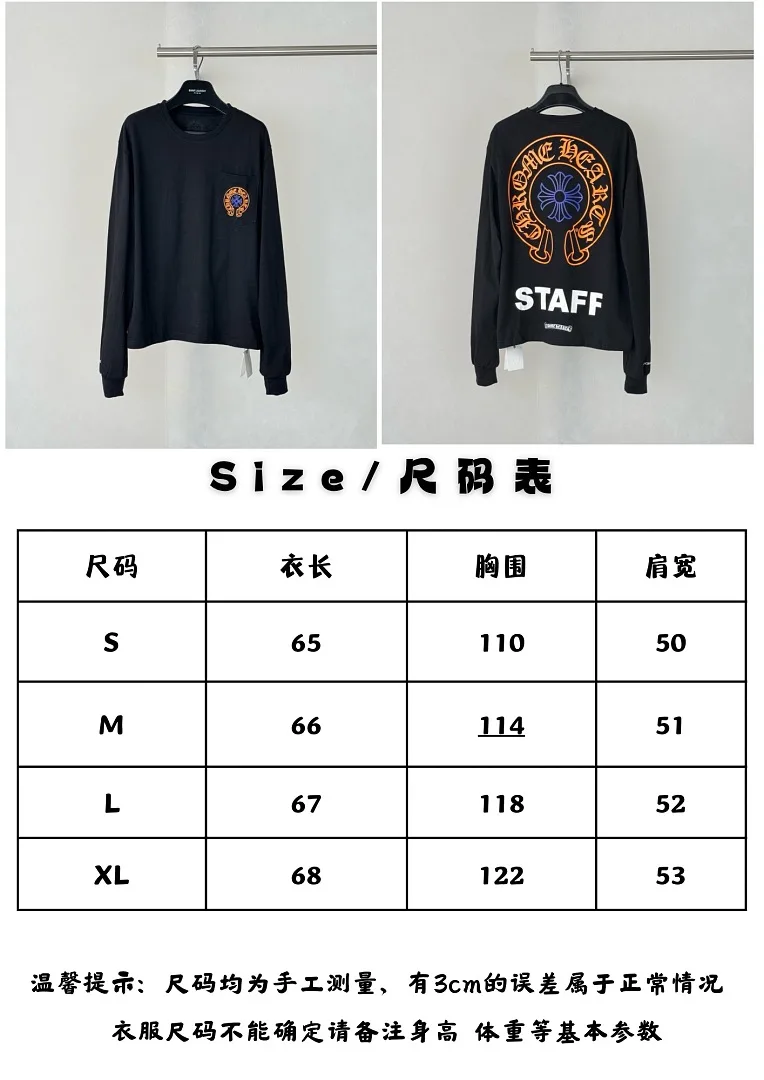 CHROME HEARTS
CHROME HEARTS
STAFF
Size/尺码表
尺码 衣长 胸围 肩宽
S 65 110 50
M 66 114 51
L 67 118 52
XL 68 122 53
温馨提示：尺码均为手工测量，有3cm的误差属于正常情况
衣服尺码不能确定请备注身高 体重等基本参数